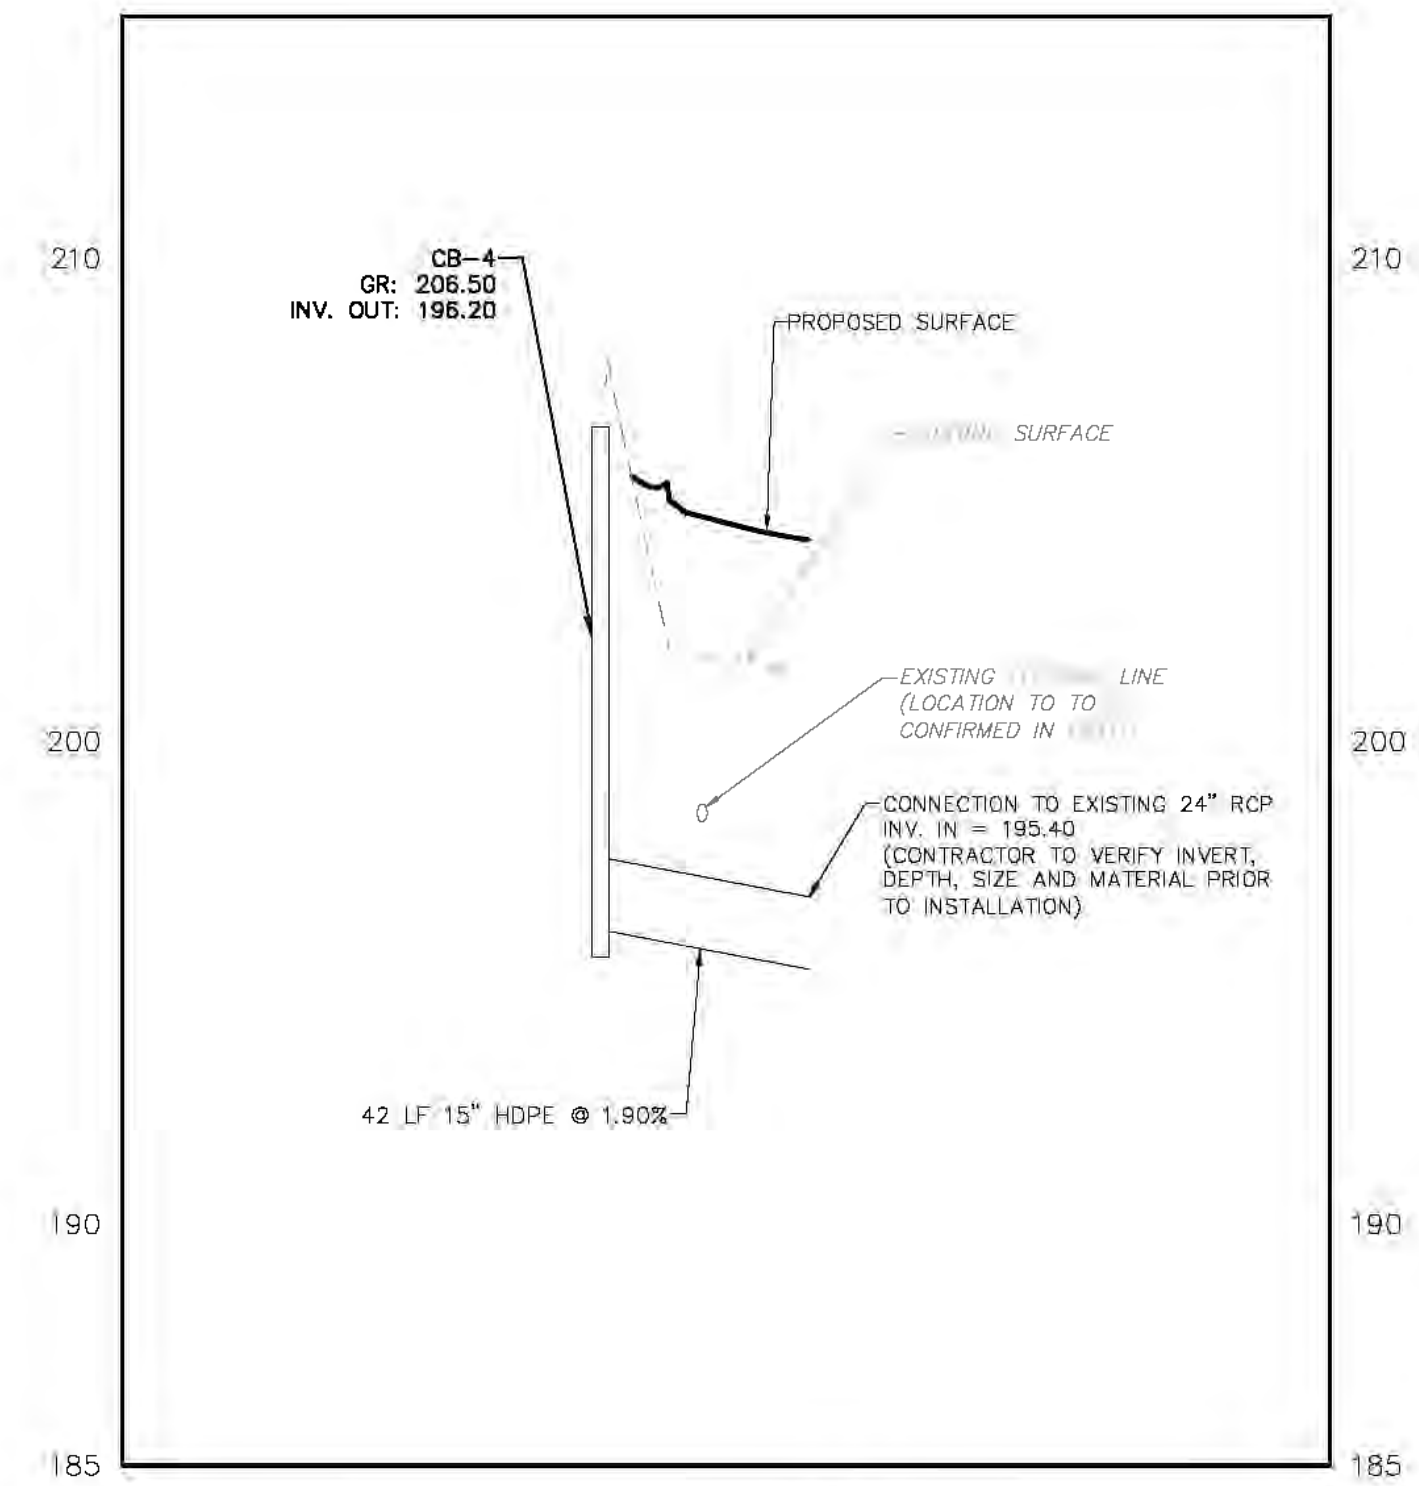 210
210
CB-4
GR: 206.50
INV. OUT: 196.20
PROPOSED SURFACE
SURFACE
EXISTING LINE
(LOCATION TO TO
CONFIRMED IN
200
200
CONNECTION TO EXISTING 24" RCP
INV. IN = 195.40
(CONTRACTOR TO VERIFY INVERT,
DEPTH, SIZE AND MATERIAL PRIOR
TO INSTALLATION)
42 LF 15" HDPE @ 1.90%
190
190
185
185